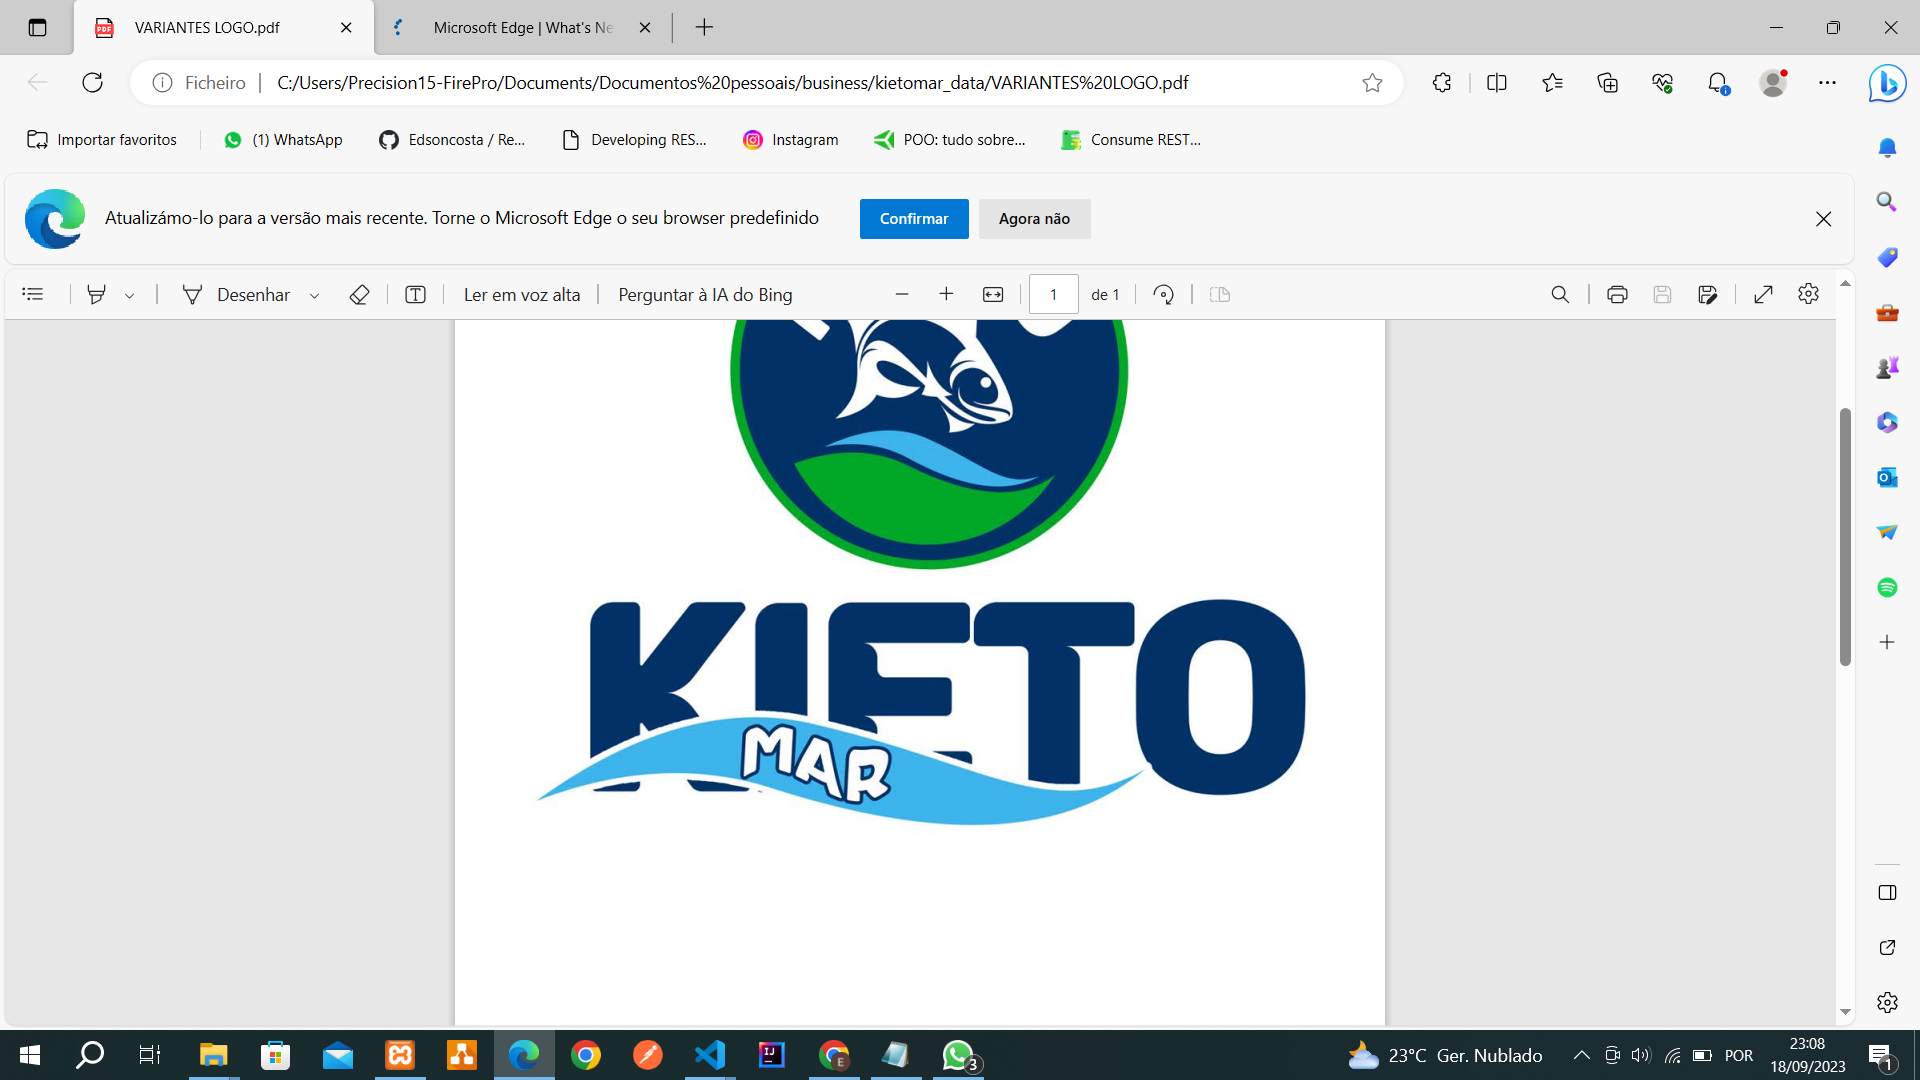 VARIANTES LOGO.pdf
Microsoft Edge | What's Ne
Ficheiro
C:/Users/Precision15-FirePro/Documents/Documentos%20pessoais/business/kietomar_data/VARIANTES%20LOGO.pdf
Importar favoritos
(1) WhatsApp
Edsoncosta / Re...
Developing RES...
Instagram
POO: tudo sobre...
Consume REST...
Atualizámo-lo para a versão mais recente. Torne o Microsoft Edge o seu browser predefinido
Confirmar
Agora não
Desenhar
Ler em voz alta
Perguntar à IA do Bing
1
de 1
KIETO
MAR
23°C Ger. Nublado
POR
23:08
18/09/2023
3
1